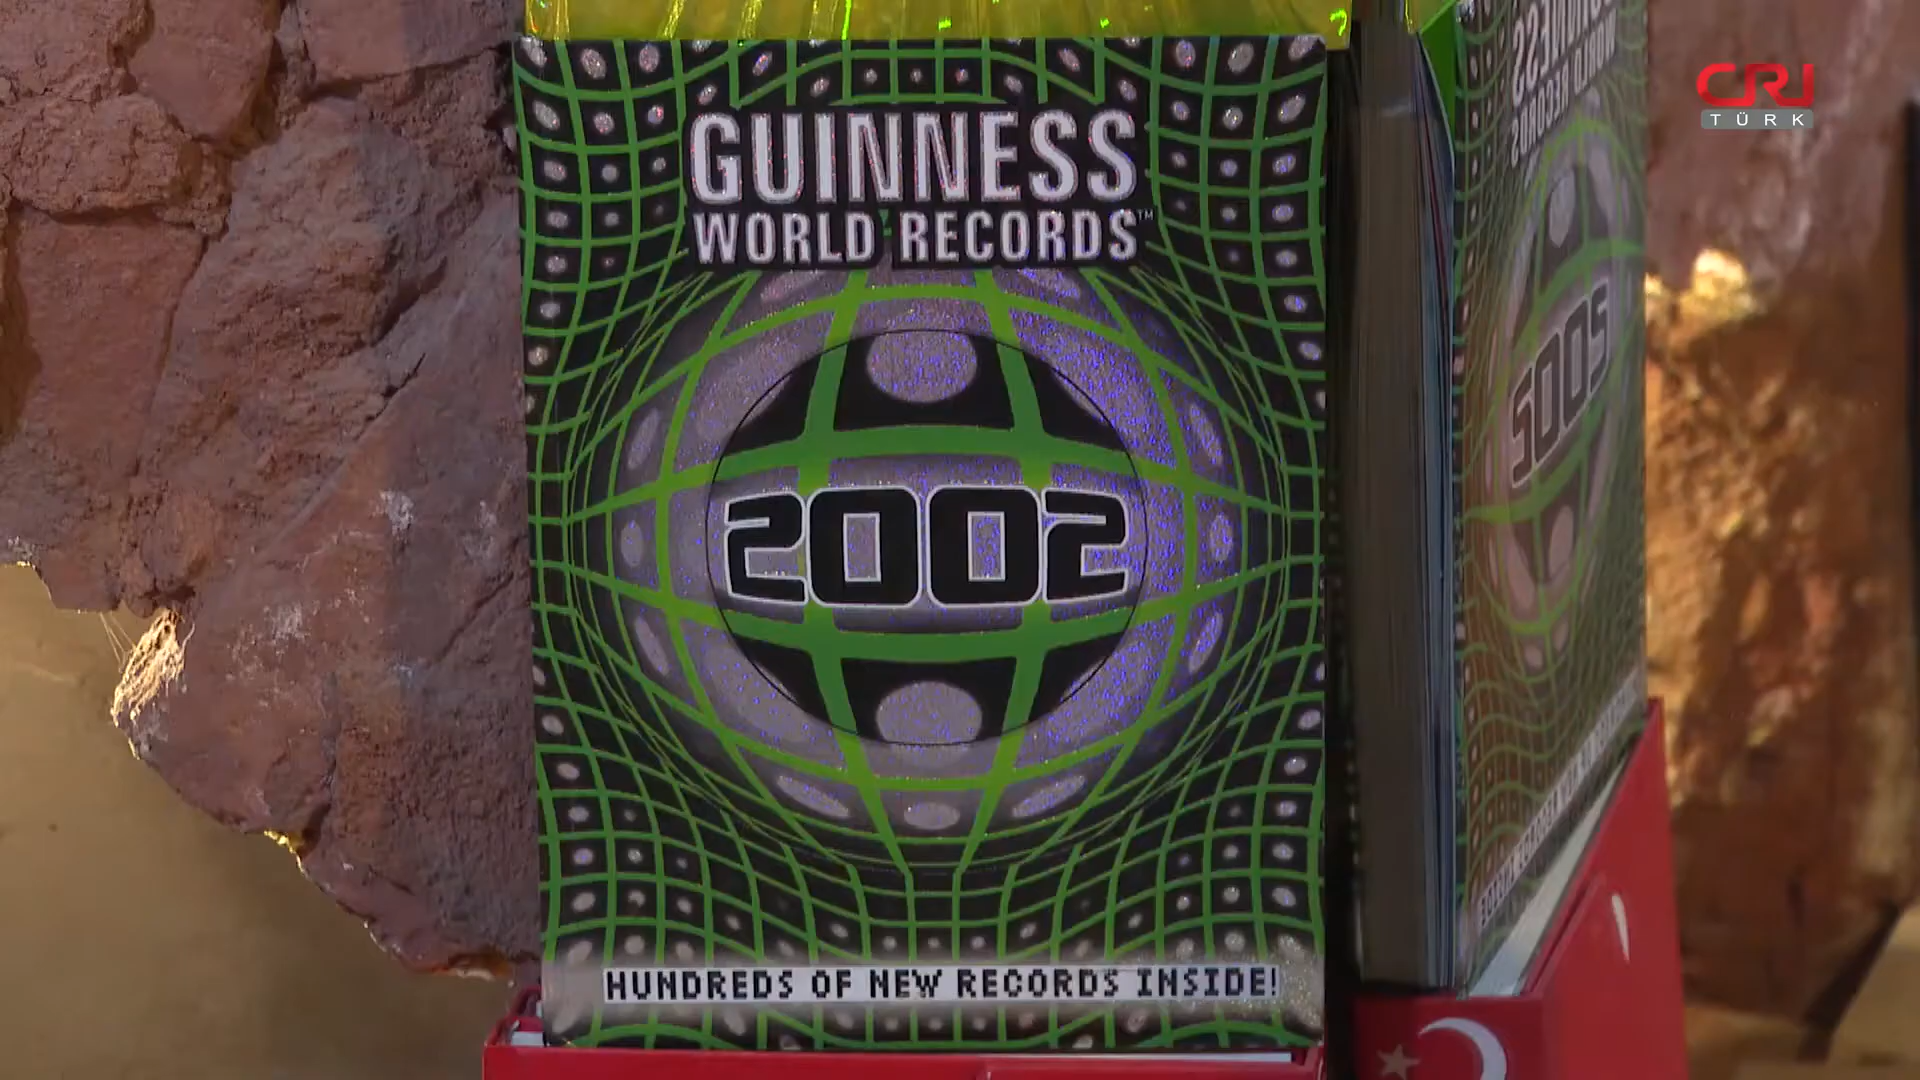 GUINNESS
WORLD RECORDS™
2002
HUNDREDS OF NEW RECORDS INSIDE!
CRI
TÜRK